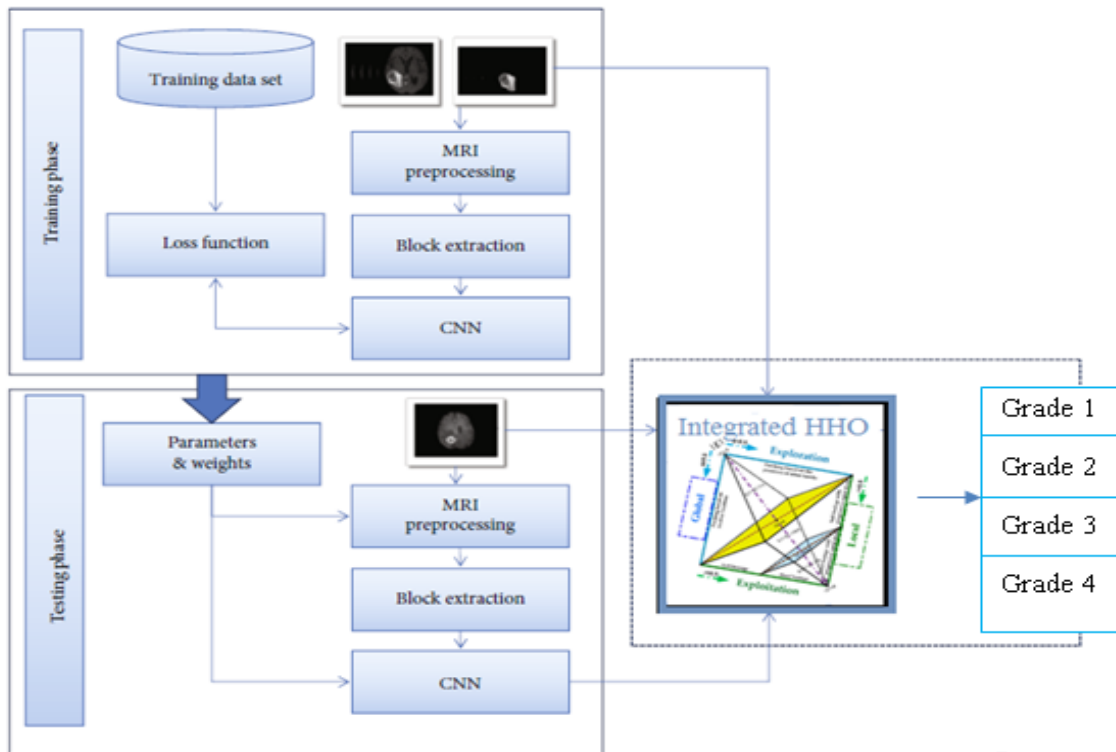 Training phase
Training data set
MRI
preprocessing
Loss function
Block extraction
CNN
Testing phase
Parameters
& weights
MRI
preprocessing
Block extraction
CNN
Integrated HHO
Exploration
Global
Local
Exploitation
Grade 1
Grade 2
Grade 3
Grade 4